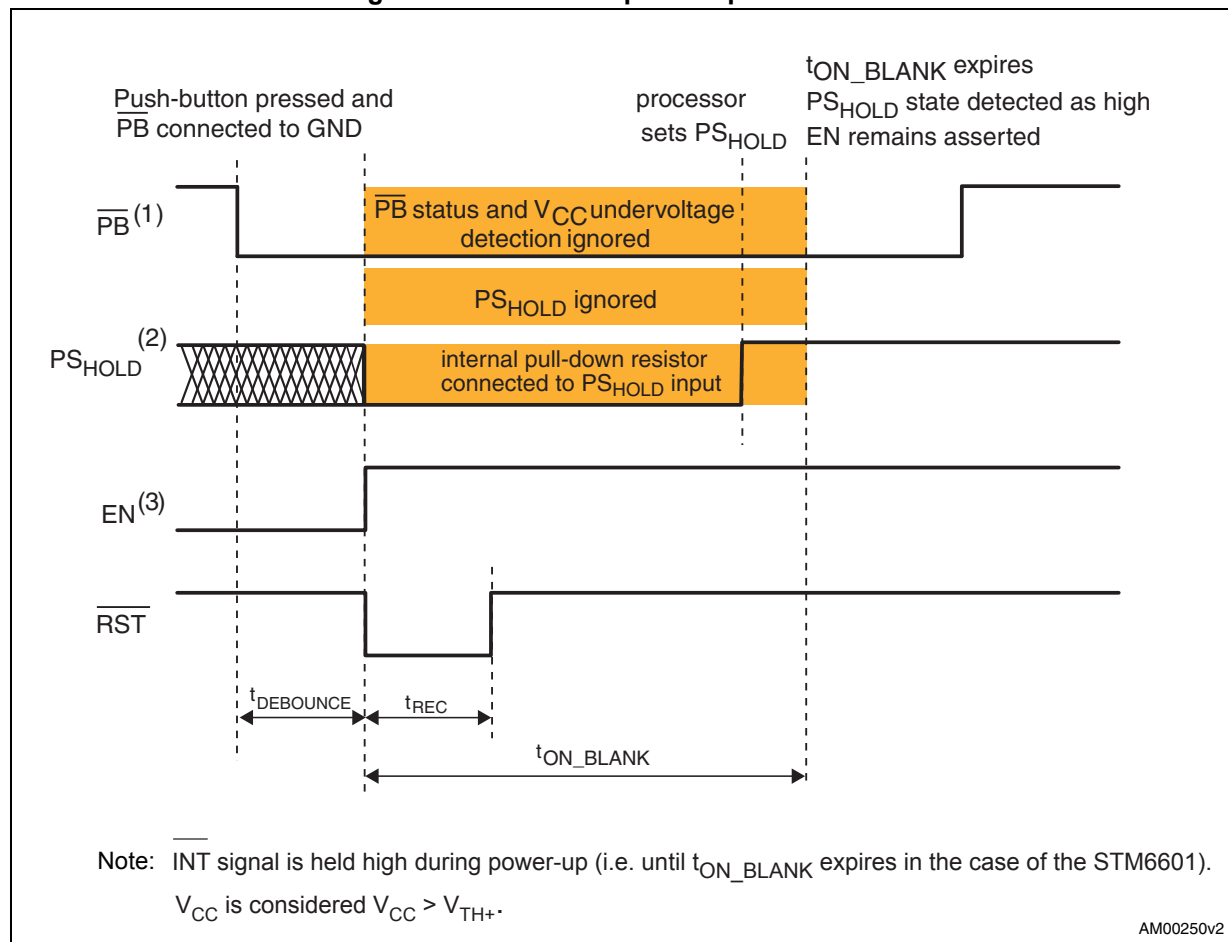 Push-button pressed and
PB connected to GND
processor
sets PSHOLD
tON_BLANK expires
PSHOLD state detected as high
EN remains asserted
PB(1)
PB status and VCC undervoltage
detection ignored
PSHOLD ignored
PSHOLD(2)
internal pull-down resistor
connected to PSHOLD input
EN(3)
RST
tDEBOUNCE
tREC
tON_BLANK
Note: INT signal is held high during power-up (i.e. until tON_BLANK expires in the case of the STM6601).
VCC is considered VCC > VTH+.
AM00250v2